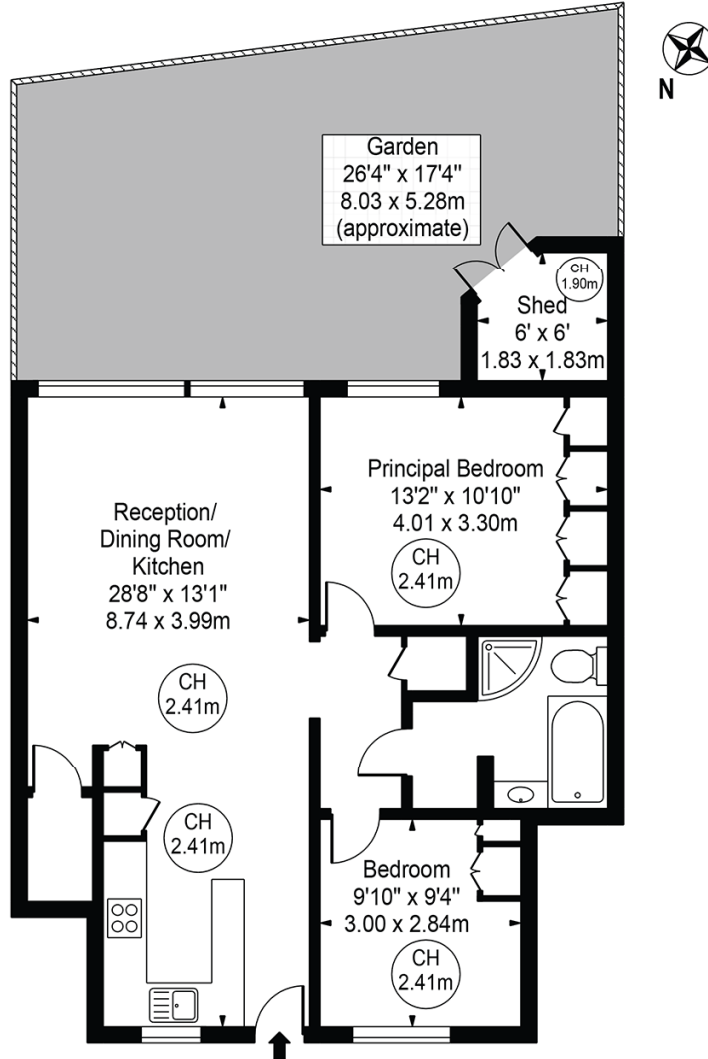 N
Garden
26'4" x 17'4"
8.03 x 5.28m
(approximate)
CH
1.90m
Shed
6' x 6'
1.83 x 1.83m
Principal Bedroom
13'2" x 10'10"
4.01 x 3.30m
CH
2.41m
Reception/
Dining Room/
Kitchen
28'8" x 13'1"
8.74 x 3.99m
CH
2.41m
CH
2.41m
Bedroom
9'10" x 9'4"
3.00 x 2.84m
CH
2.41m